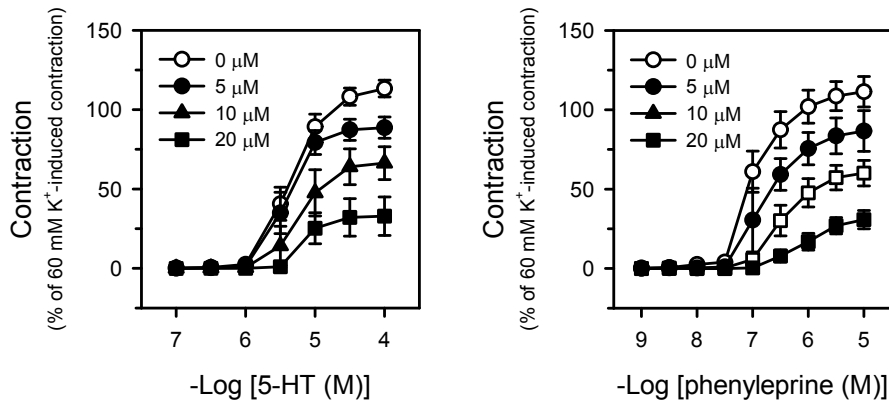 150
100
50
0
Contraction
(% of 60 mM K⁺-induced contraction)
0 μM
5 μM
10 μM
20 μM
7 6 5 4
-Log [5-HT (M)]
150
100
50
0
Contraction
(% of 60 mM K⁺-induced contraction)
0 μM
5 μM
10 μM
20 μM
9 8 7 6 5
-Log [phenyleprine (M)]